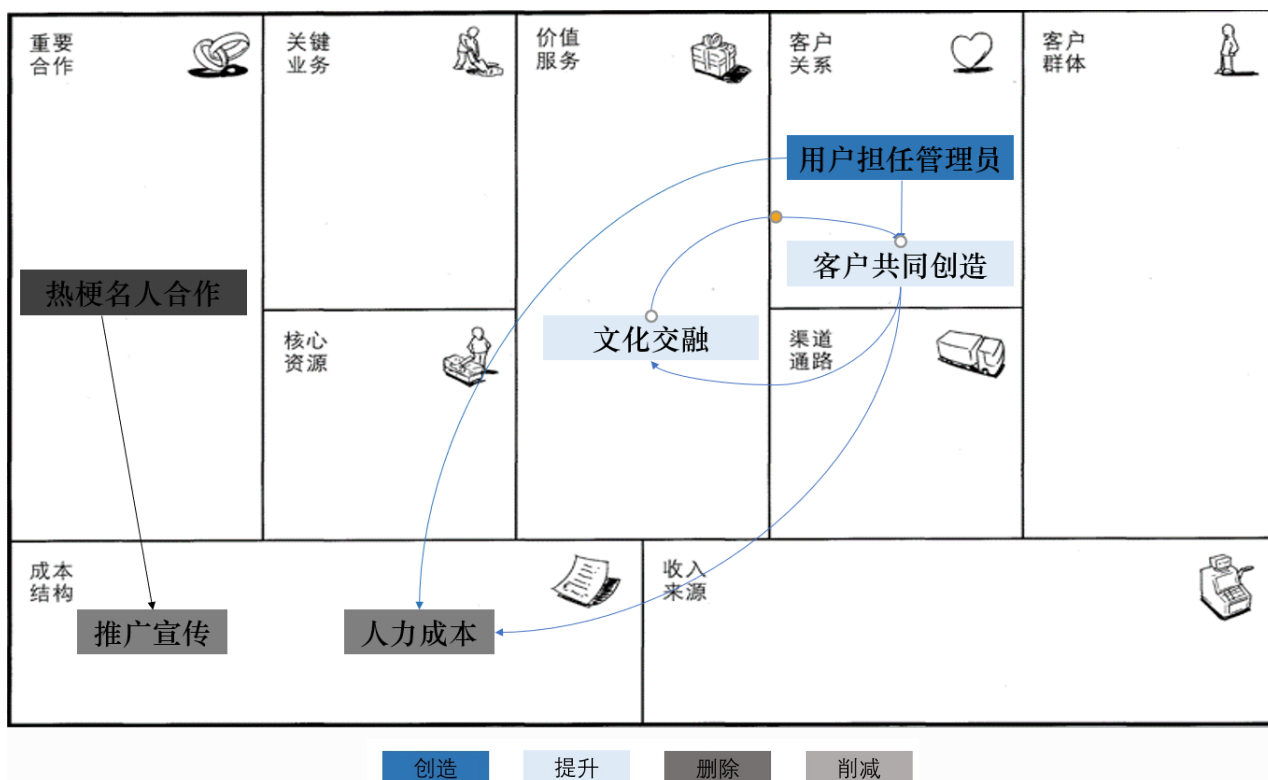 重要
合作
关键
业务
价值
服务
客户
关系
客户
群体
用户担任管理员
客户共同创造
热梗名人合作
文化交融
核心
资源
渠道
通路
成本
结构
收入
来源
推广宣传
人力成本
创造
提升
删除
削减